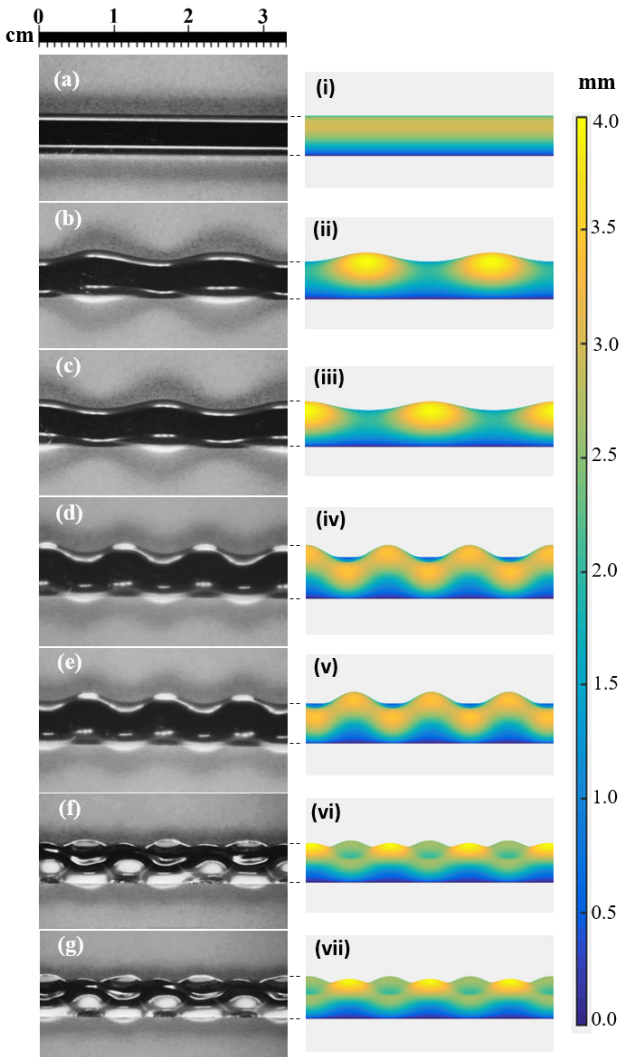 0 1 2 3
cm
mm
(a) (i)
4.0
(b) (ii)
3.5
3.0
(c) (iii)
2.5
(d) (iv)
2.0
(e) (v)
1.5
1.0
(f) (vi)
0.5
(g) (vii)
0.0